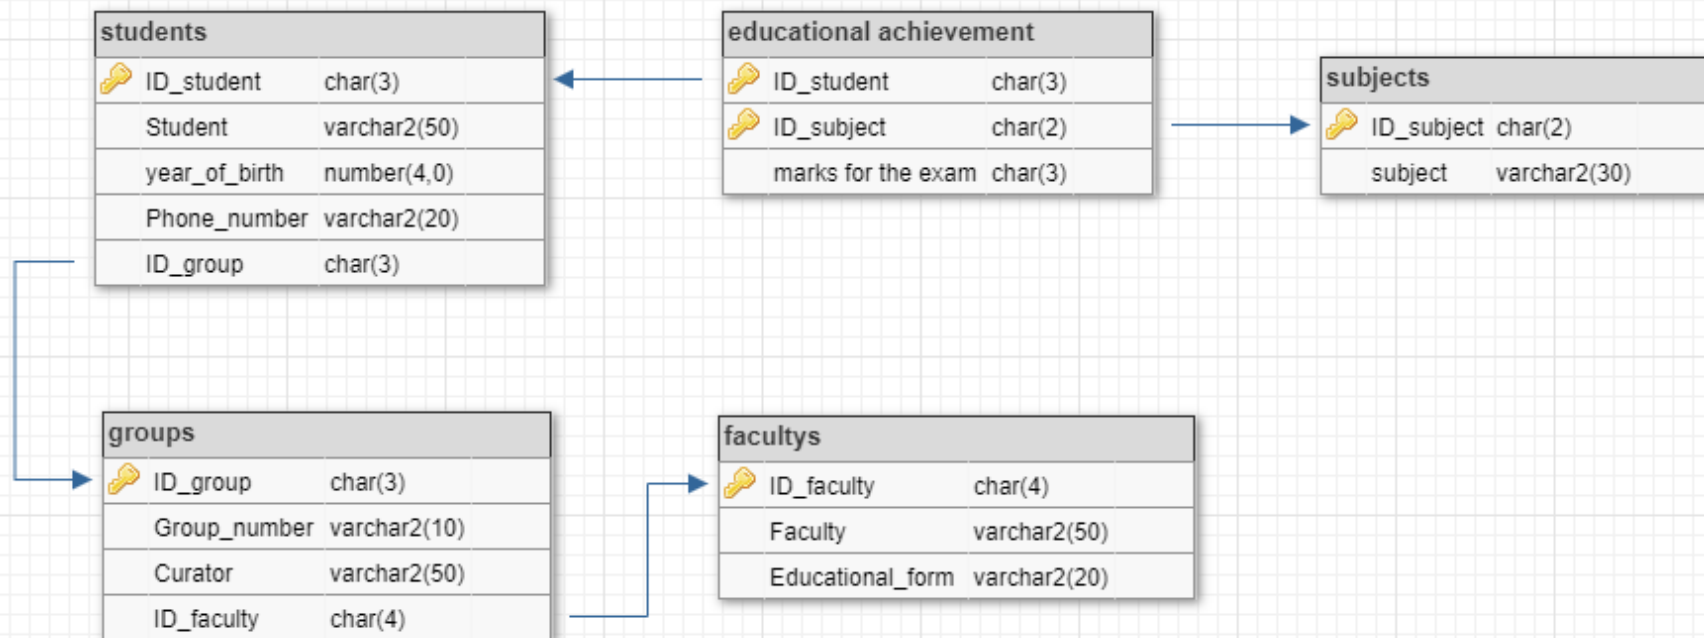 students
ID_student char(3)
Student varchar2(50)
year_of_birth number(4,0)
Phone_number varchar2(20)
ID_group char(3)
educational achievement
ID_student char(3)
ID_subject char(2)
marks for the exam char(3)
subjects
ID_subject char(2)
subject varchar2(30)
groups
ID_group char(3)
Group_number varchar2(10)
Curator varchar2(50)
ID_faculty char(4)
facultys
ID_faculty char(4)
Faculty varchar2(50)
Educational_form varchar2(20)